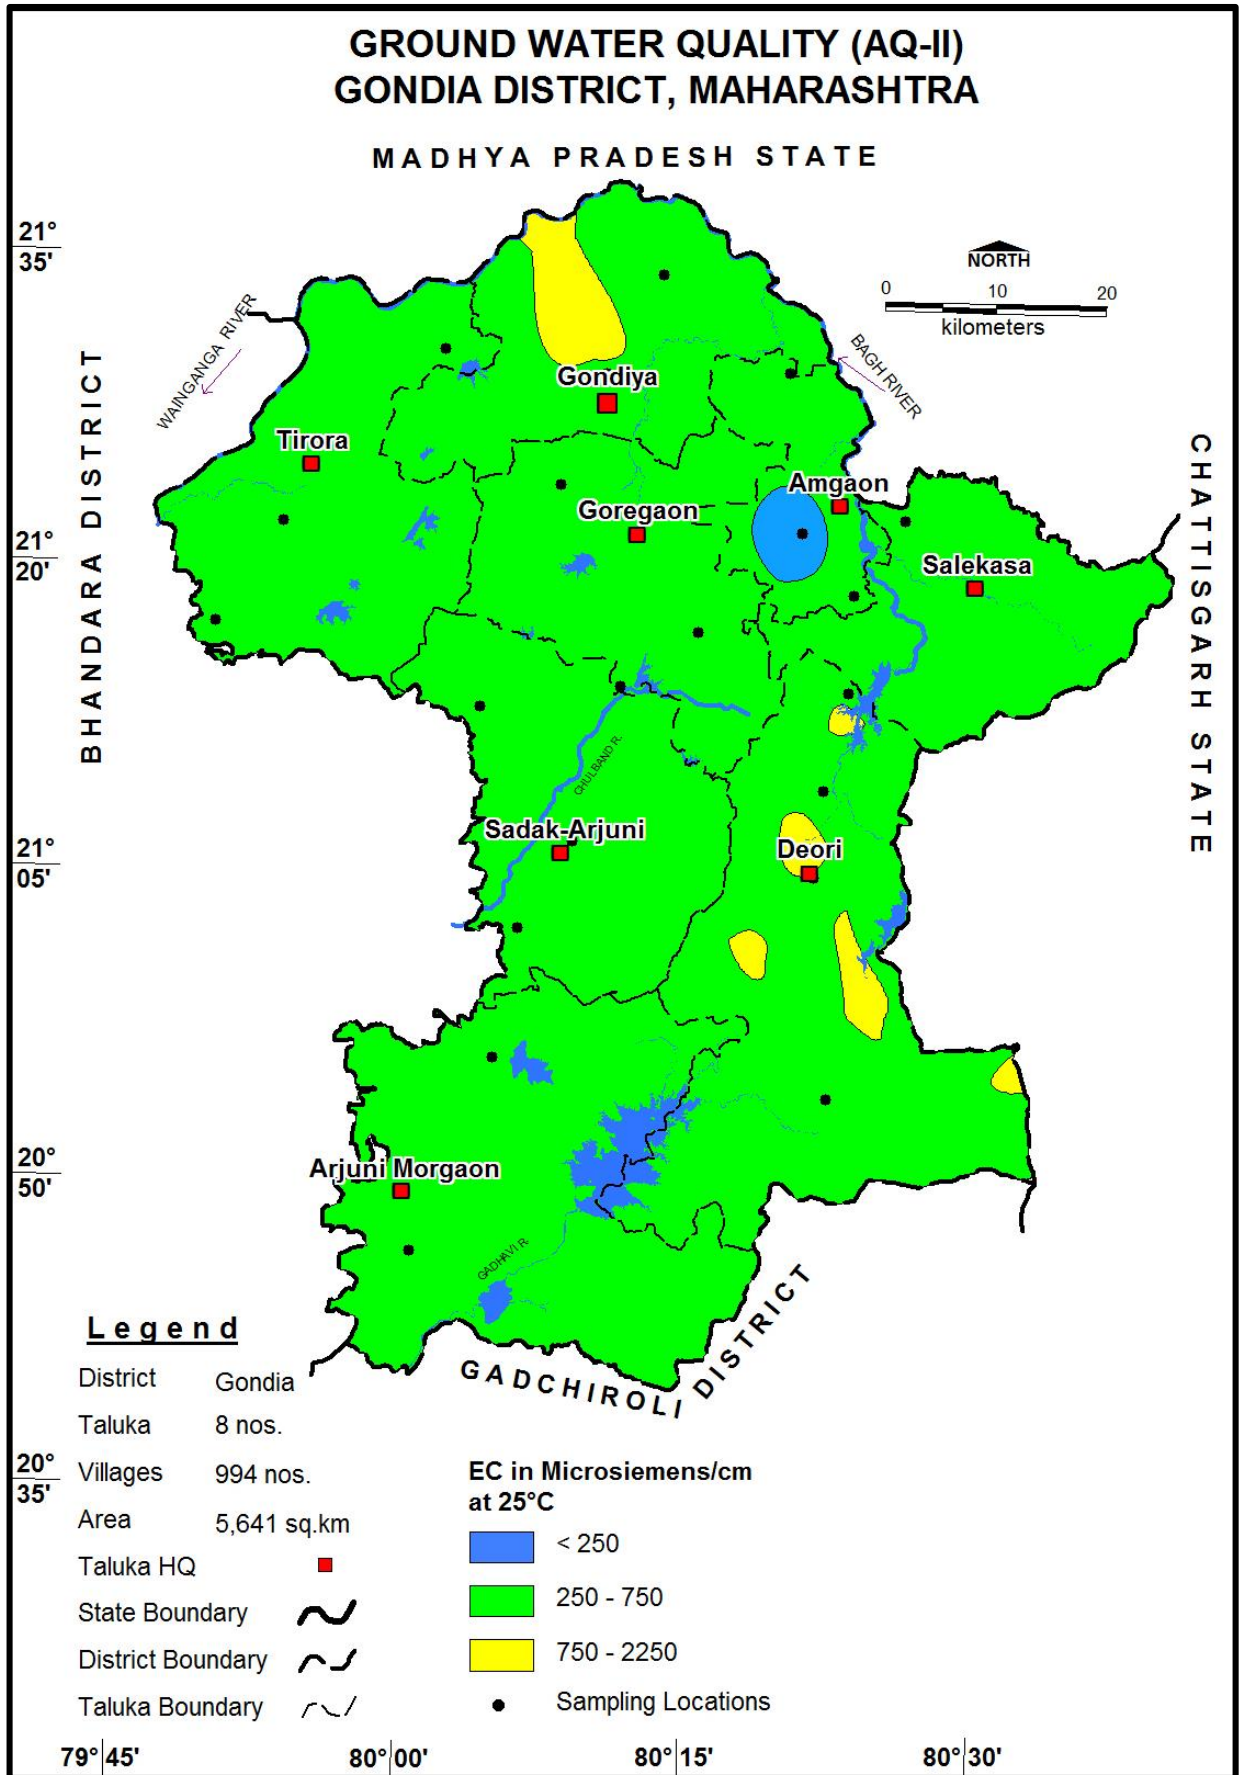 GROUND WATER QUALITY (AQ-II)
GONDIA DISTRICT, MAHARASHTRA
MADHYA PRADESH STATE
21°
35'
NORTH
0 10 20
kilometers
WAINGANGA RIVER
BAGH RIVER
BHANDARA DISTRICT
CHATTISGARH STATE
Gondiya
Tirora
Amgaon
Goregaon
21°
20'
Salekasa
CHULBAND R.
Sadak-Arjuni
Deori
21°
05'
20°
50'
Arjuni Morgaon
GADHAVI R.
GADCHIROLI DISTRICT
Legend
District Gondia
Taluka 8 nos.
Villages 994 nos.
Area 5,641 sq.km
Taluka HQ
State Boundary
District Boundary
Taluka Boundary
20°
35'
EC in Microsiemens/cm
at 25°C
< 250
250 - 750
750 - 2250
Sampling Locations
79°45' 80°00' 80°15' 80°30'